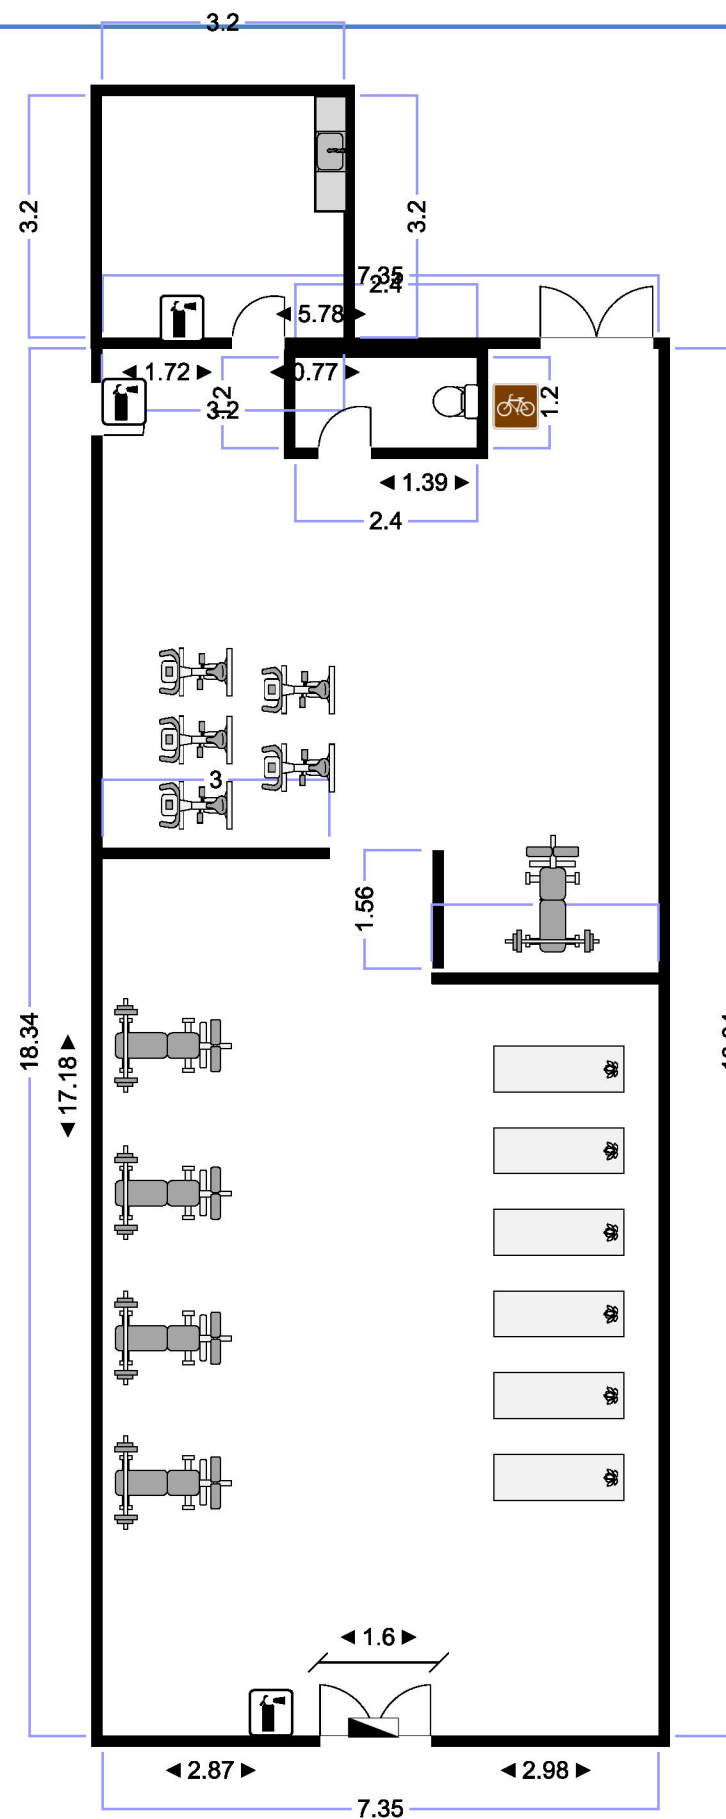 3.2
3.2
3.2
7.35
2.4
◄ 5.78 ►
◄ 1.72 ►
◄ 0.77 ►
1.2
3.2
1.2
◄ 1.39 ►
2.4
3
1.56
18.34
◄ 17.18 ►
◄ 1.6 ►
◄ 2.87 ►
◄ 2.98 ►
7.35